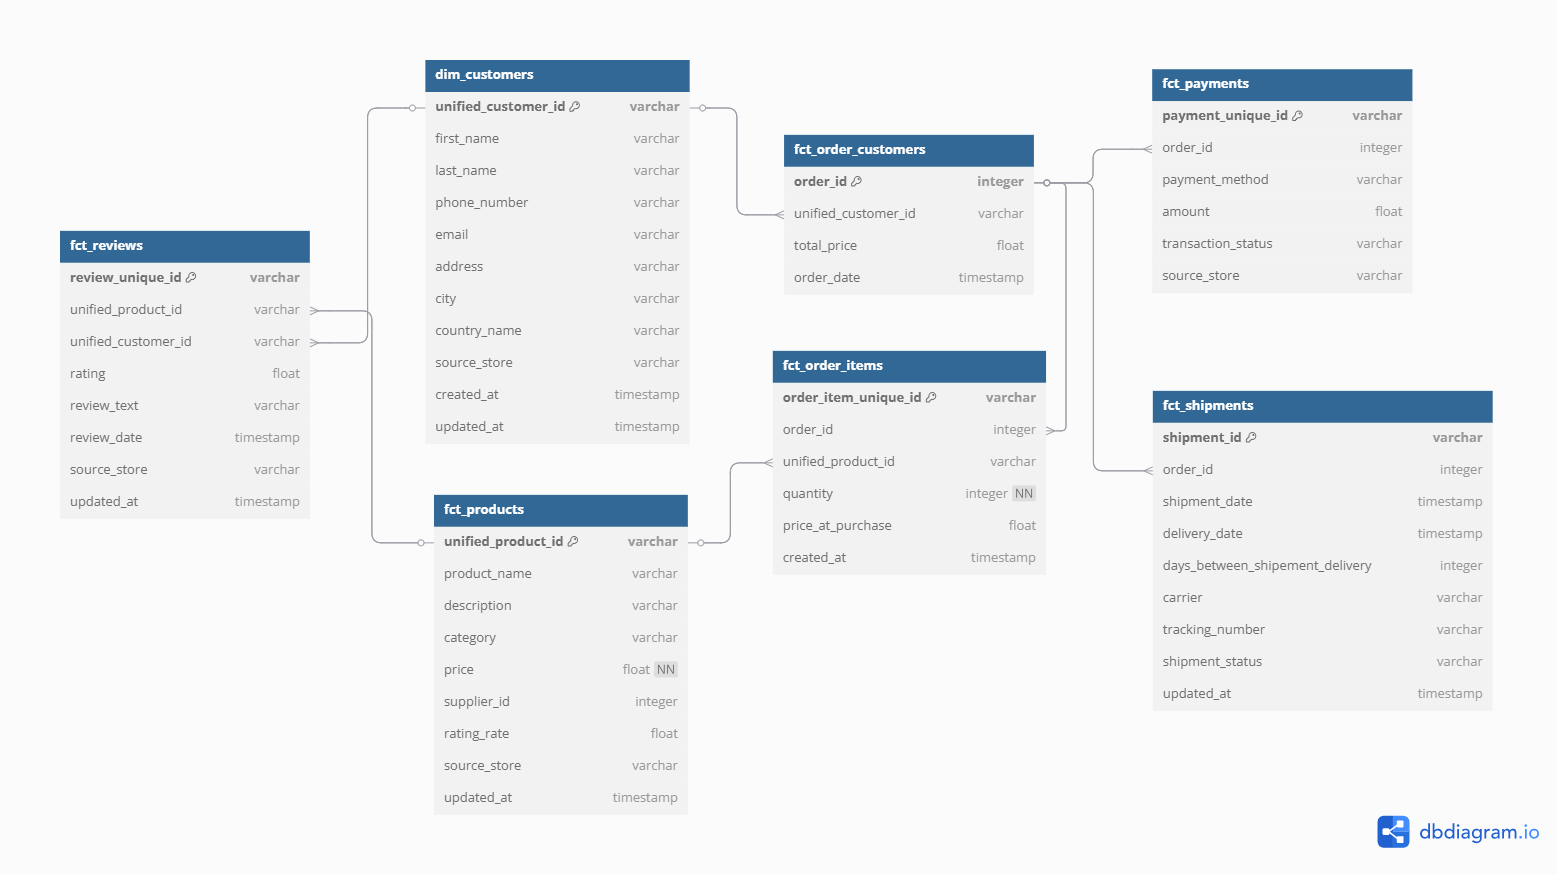 dim_customers
unified_customer_id varchar
first_name varchar
last_name varchar
phone_number varchar
email varchar
address varchar
city varchar
country_name varchar
source_store varchar
created_at timestamp
updated_at timestamp
fct_payments
payment_unique_id varchar
order_id integer
payment_method varchar
amount float
transaction_status varchar
source_store varchar
fct_order_customers
order_id integer
unified_customer_id varchar
total_price float
order_date timestamp
fct_reviews
review_unique_id varchar
unified_product_id varchar
unified_customer_id varchar
rating float
review_text varchar
review_date timestamp
source_store varchar
updated_at timestamp
fct_order_items
order_item_unique_id varchar
order_id integer
unified_product_id varchar
quantity integer NN
price_at_purchase float
created_at timestamp
fct_shipments
shipment_id varchar
order_id integer
shipment_date timestamp
delivery_date timestamp
days_between_shipement_delivery integer
carrier varchar
tracking_number varchar
shipment_status varchar
updated_at timestamp
fct_products
unified_product_id varchar
product_name varchar
description varchar
category varchar
price float NN
supplier_id integer
rating_rate float
source_store varchar
updated_at timestamp
dbdiagram.io